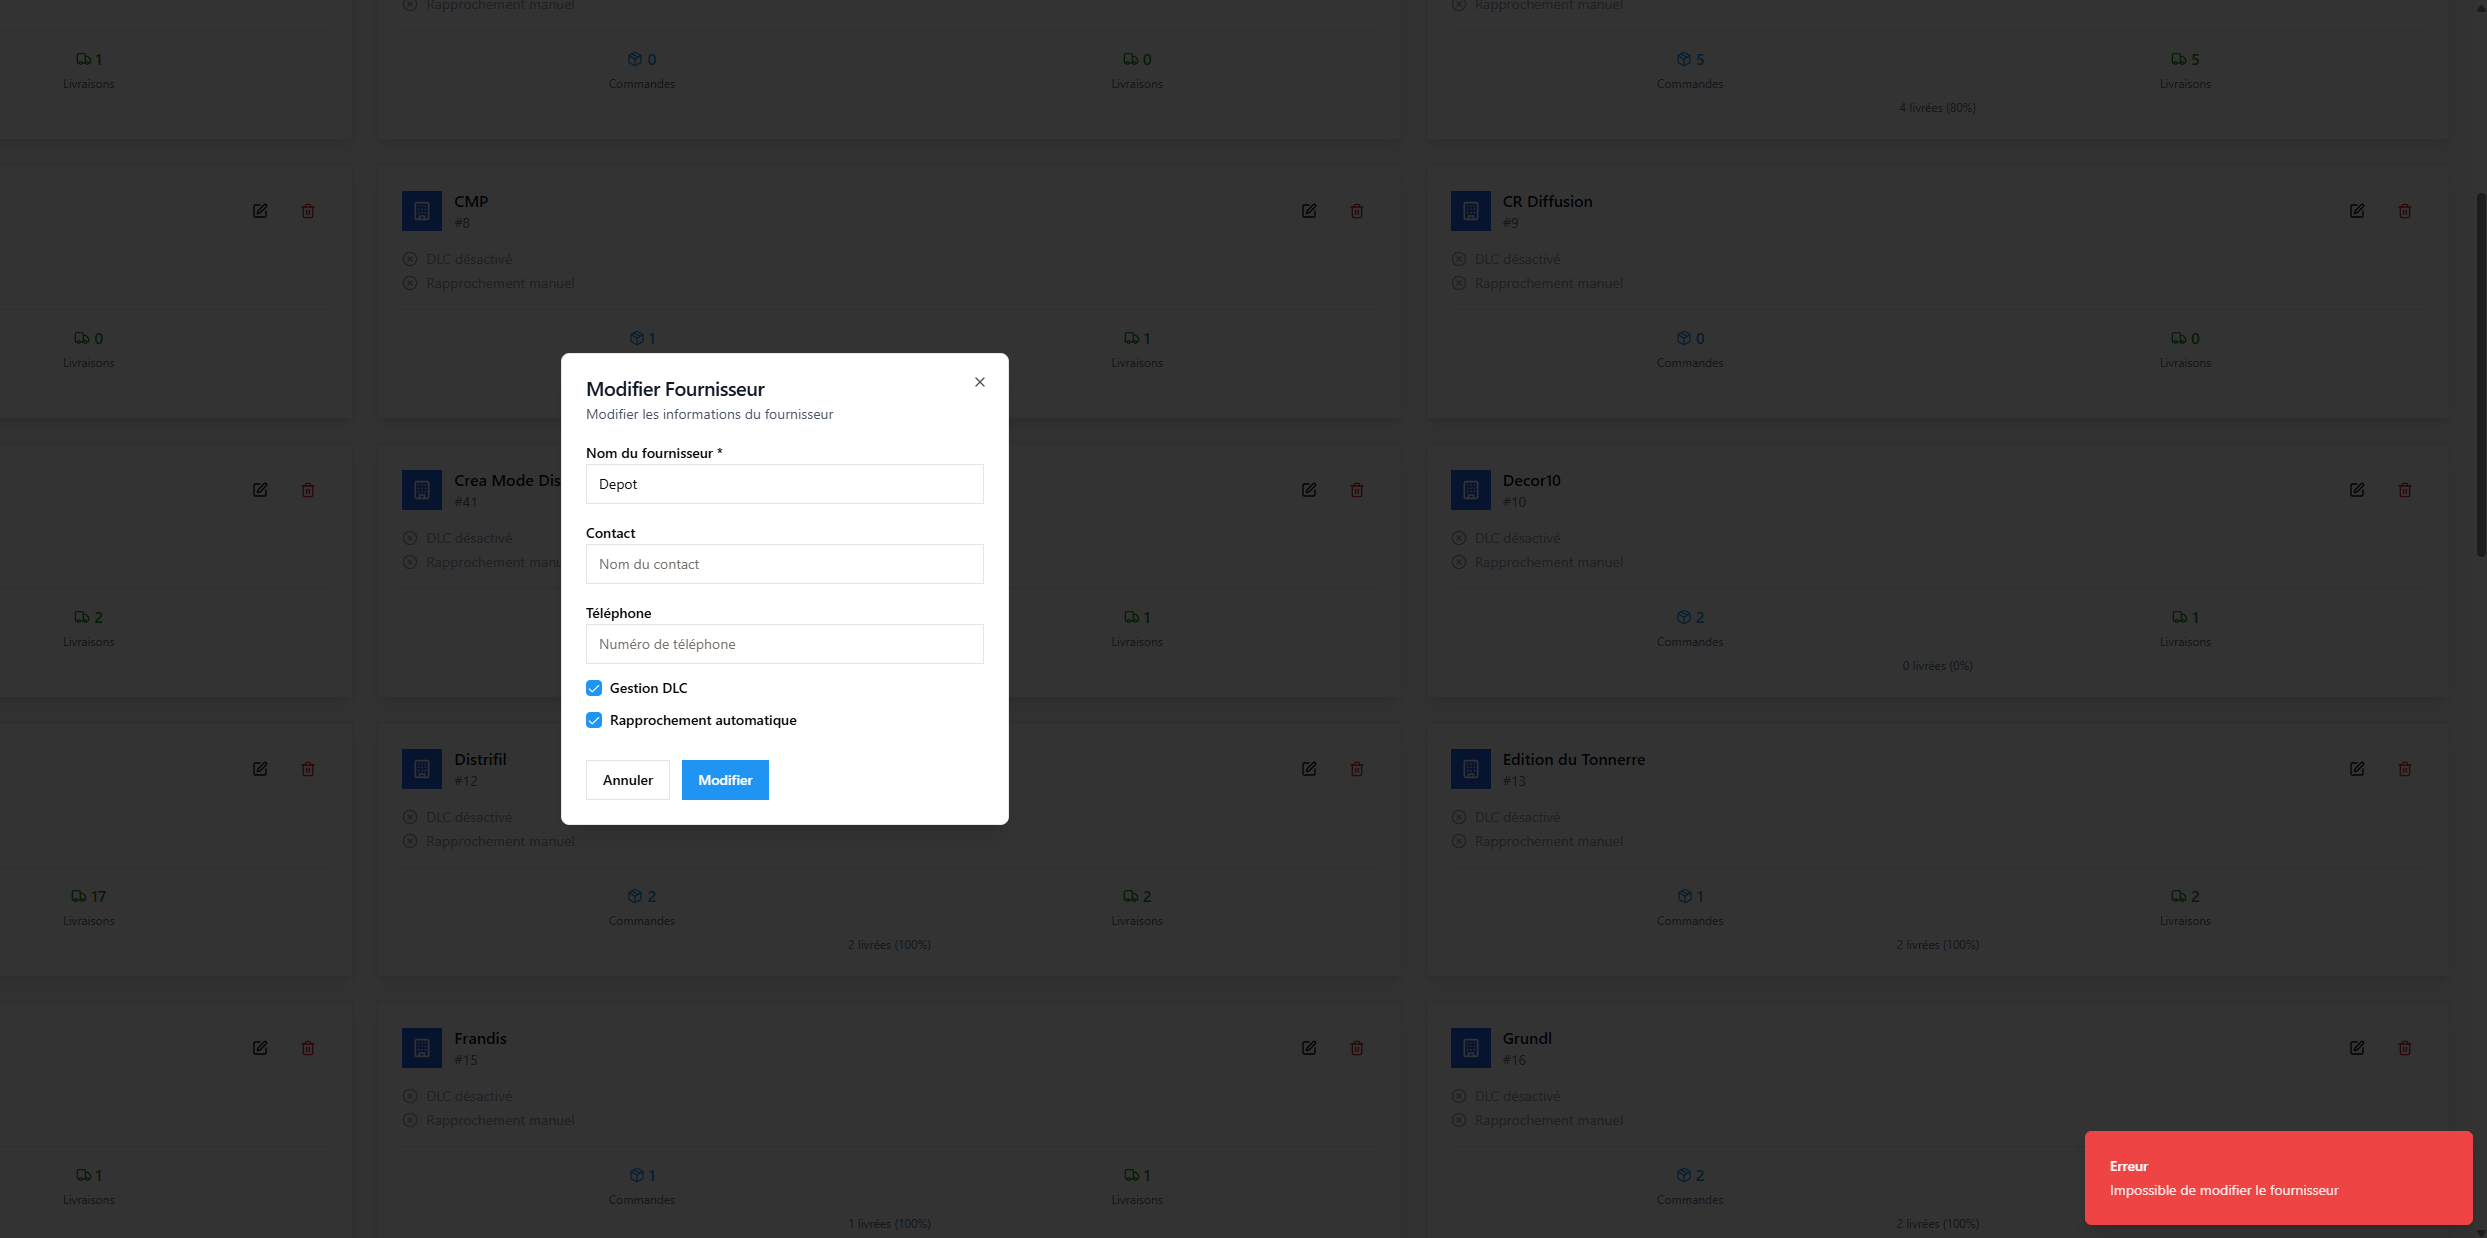 Rapprochement manuel
Rapprochement manuel
1
Livraisons
0
Commandes
0
Livraisons
5
Commandes
5
Livraisons
4 livrées (80%)
CMP
#8
DLC désactivé
Rapprochement manuel
CR Diffusion
#9
DLC désactivé
Rapprochement manuel
0
Livraisons
1
1
Livraisons
0
Commandes
0
Livraisons
Modifier Fournisseur
Modifier les informations du fournisseur
Nom du fournisseur *
Depot
Contact
Nom du contact
Téléphone
Numéro de téléphone
Gestion DLC
Rapprochement automatique
Annuler
Modifier
Crea Mode Dis
#41
DLC désactivé
Rapprochement manu
Decor10
#10
DLC désactivé
Rapprochement manuel
2
Livraisons
1
Livraisons
2
Commandes
1
Livraisons
0 livrées (0%)
Distrifil
#12
DLC désactivé
Rapprochement manuel
Edition du Tonnerre
#13
DLC désactivé
Rapprochement manuel
17
Livraisons
2
Commandes
2
Livraisons
2 livrées (100%)
1
Commandes
2
Livraisons
2 livrées (100%)
Frandis
#15
DLC désactivé
Rapprochement manuel
Grundl
#16
DLC désactivé
Rapprochement manuel
1
Livraisons
1
Commandes
1
Livraisons
1 livrées (100%)
2
Commandes
2 livrées (100%)
Erreur
Impossible de modifier le fournisseur